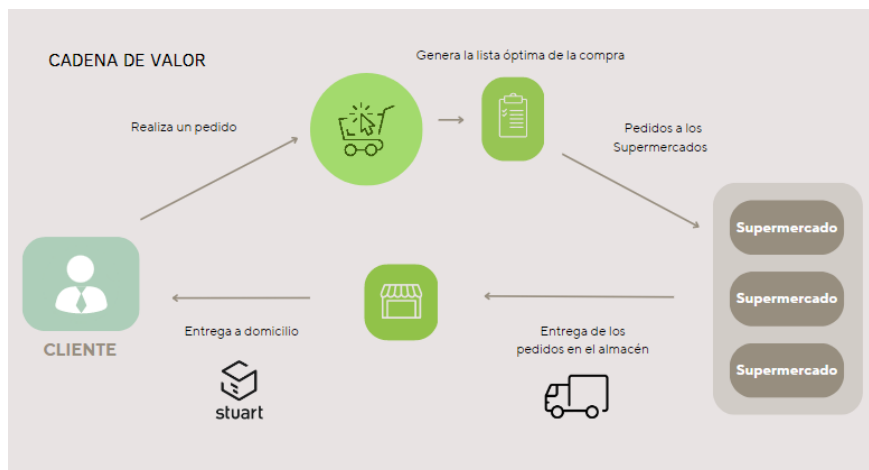 CADENA DE VALOR
Genera la lista óptima de la compra
Realiza un pedido
Pedidos a los
Supermercados
Supermercado
Supermercado
Supermercado
CLIENTE
Entrega a domicilio
stuart
Entrega de los
pedidos en el almacén